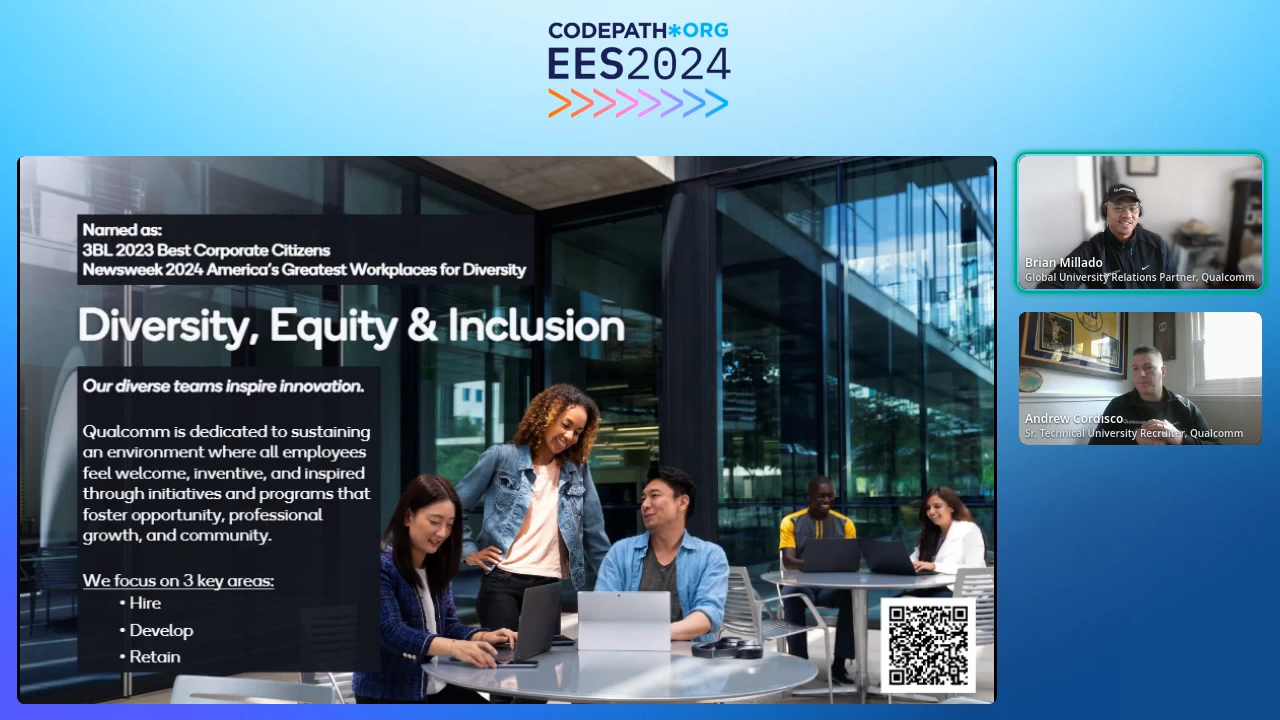 CODEPATH*ORG
EES2024
Named as:
3BL 2023 Best Corporate Citizens
Newsweek 2024 America's Greatest Workplaces for Diversity
Diversity, Equity & Inclusion
Our diverse teams inspire innovation.
Qualcomm is dedicated to sustaining
an environment where all employees
feel welcome, inventive, and inspired
through initiatives and programs that
foster opportunity, professional
growth, and community.
We focus on 3 key areas:
• Hire
• Develop
• Retain
Brian Millado
Global University Relations Partner, Qualcomm
Andrew Cordisco
Sr. Technical University Recruiter, Qualcomm